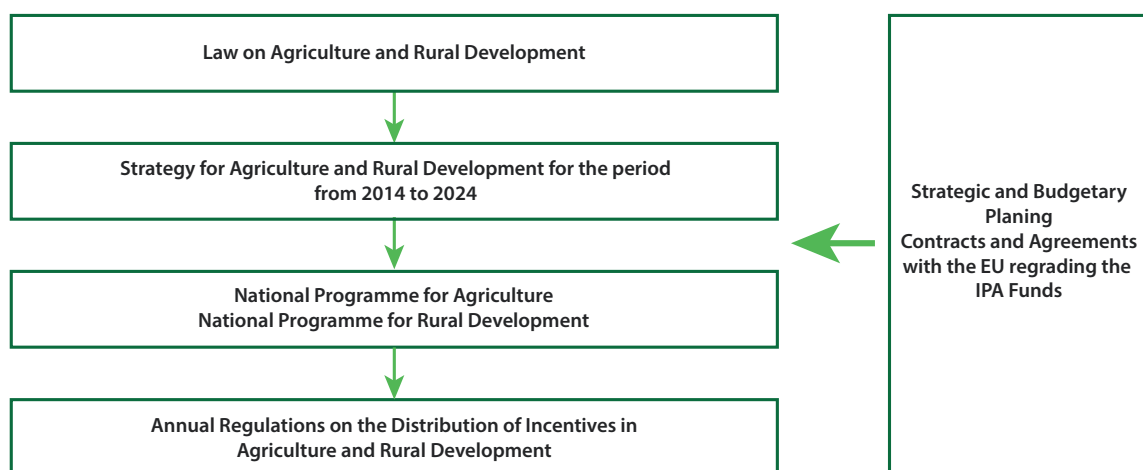 Law on Agriculture and Rural Development
Strategy for Agriculture and Rural Development for the period
from 2014 to 2024
National Programme for Agriculture
National Programme for Rural Development
Annual Regulations on the Distribution of Incentives in
Agriculture and Rural Development
Strategic and Budgetary
Planing
Contracts and Agreements
with the EU regrading the
IPA Funds